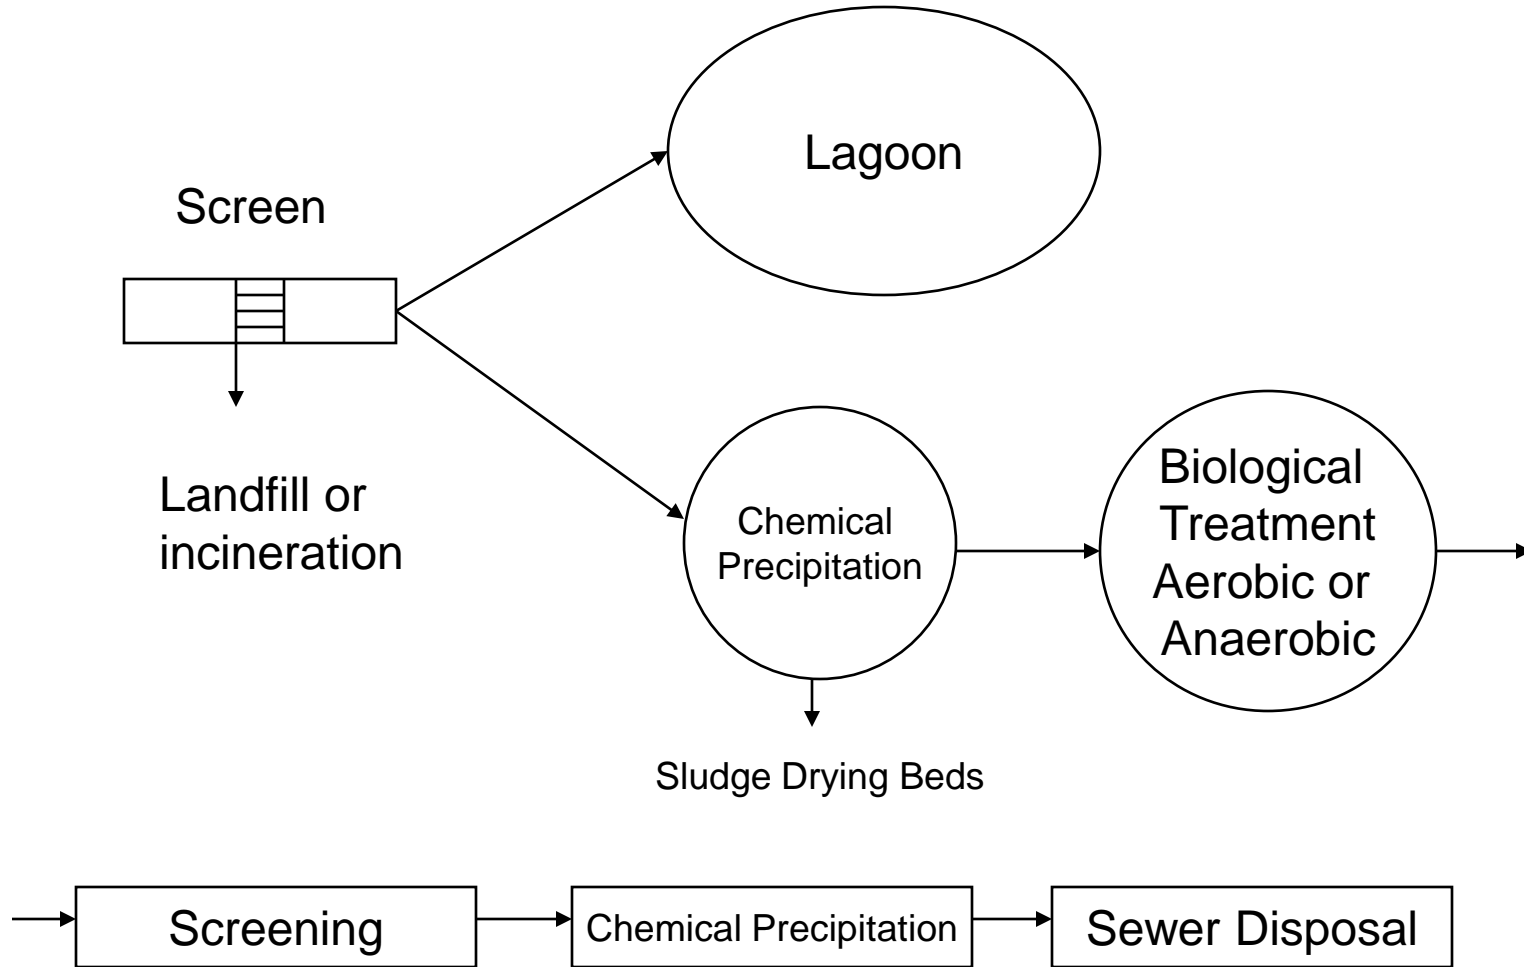 Lagoon
Screen
Landfill or
incineration
Chemical
Precipitation
Biological
Treatment
Aerobic or
Anaerobic
Sludge Drying Beds
Screening
Chemical Precipitation
Sewer Disposal